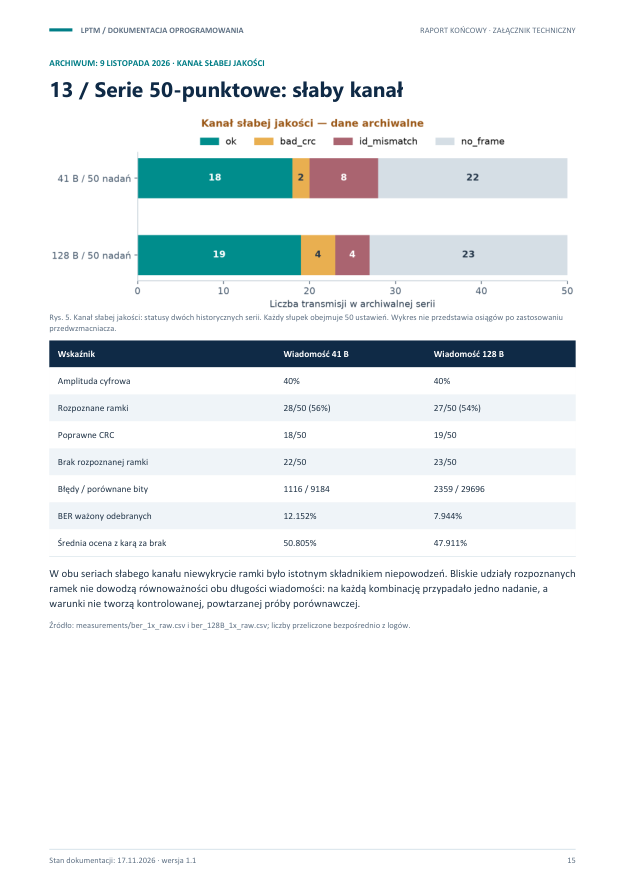 LPTM / DOKUMENTACJA OPROGRAMOWANIA
RAPORT KOŃCOWY · ZAŁĄCZNIK TECHNICZNY
ARCHIWUM: 9 LISTOPADA 2026 · KANAŁ SŁABEJ JAKOŚCI
13 / Serie 50-punktowe: słaby kanał
Kanał słabej jakości — dane archiwalne
ok bad_crc id_mismatch no_frame
41 B / 50 nadań 18 2 8 22
128 B / 50 nadań 19 4 4 23
0 10 20 30 40 50
Liczba transmisji w archiwalnej serii
Rys. 5. Kanał słabej jakości: statusy dwóch historycznych serii. Każdy słupek obejmuje 50 ustawień. Wykres nie przedstawia osiągów po zastosowaniu
przedwzmacniacza.
Wskaźnik Wiadomość 41 B Wiadomość 128 B
Amplituda cyfrowa 40% 40%
Rozpoznane ramki 28/50 (56%) 27/50 (54%)
Poprawne CRC 18/50 19/50
Brak rozpoznanej ramki 22/50 23/50
Błędy / porównane bity 1116 / 9184 2359 / 29696
BER ważony odebranych 12.152% 7.944%
Średnia ocena z karą za brak 50.805% 47.911%
W obu seriach słabego kanału niewykrycie ramki było istotnym składnikiem niepowodzeń. Bliskie udziały rozpoznanych
ramek nie dowodzą równoważności obu długości wiadomości: na każdą kombinację przypadało jedno nadanie, a
warunki nie tworzą kontrolowanej, powtarzanej próby porównawczej.
Źródło: measurements/ber_1x_raw.csv i ber_128B_1x_raw.csv; liczby przeliczone bezpośrednio z logów.
Stan dokumentacji: 17.11.2026 · wersja 1.1
15